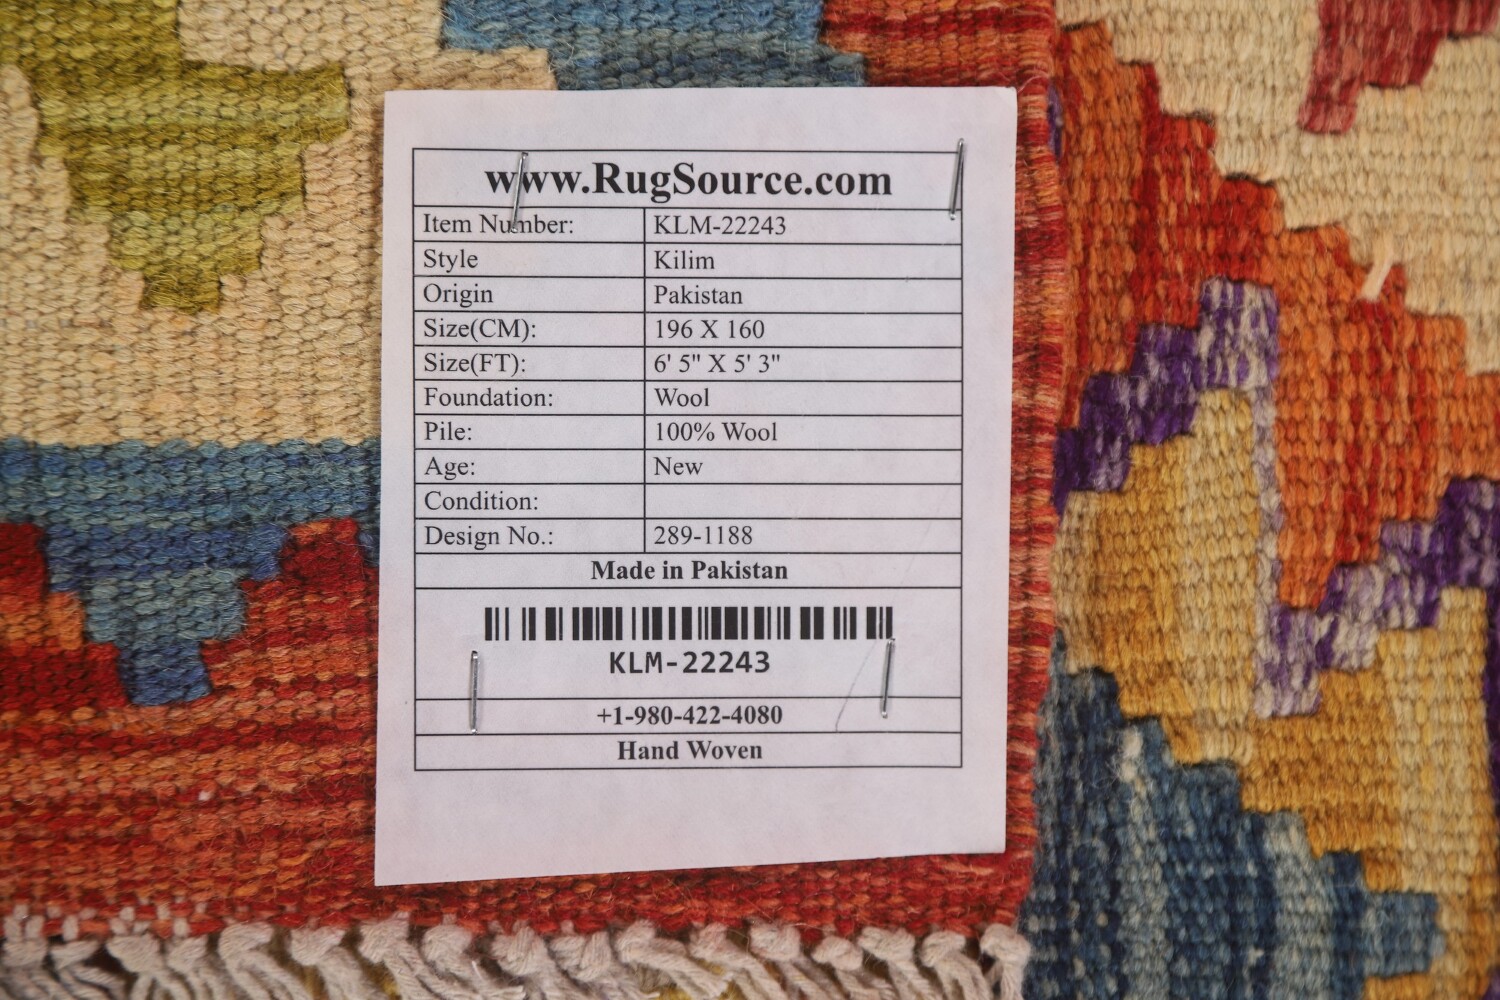 www.RugSource.com
Item Number: KLM-22243
Style Kilim
Origin Pakistan
Size(CM): 196 X 160
Size(FT): 6' 5" X 5' 3"
Foundation: Wool
Pile: 100% Wool
Age: New
Condition:
Design No.: 289-1188
Made in Pakistan
KLM-22243
+1-980-422-4080
Hand Woven